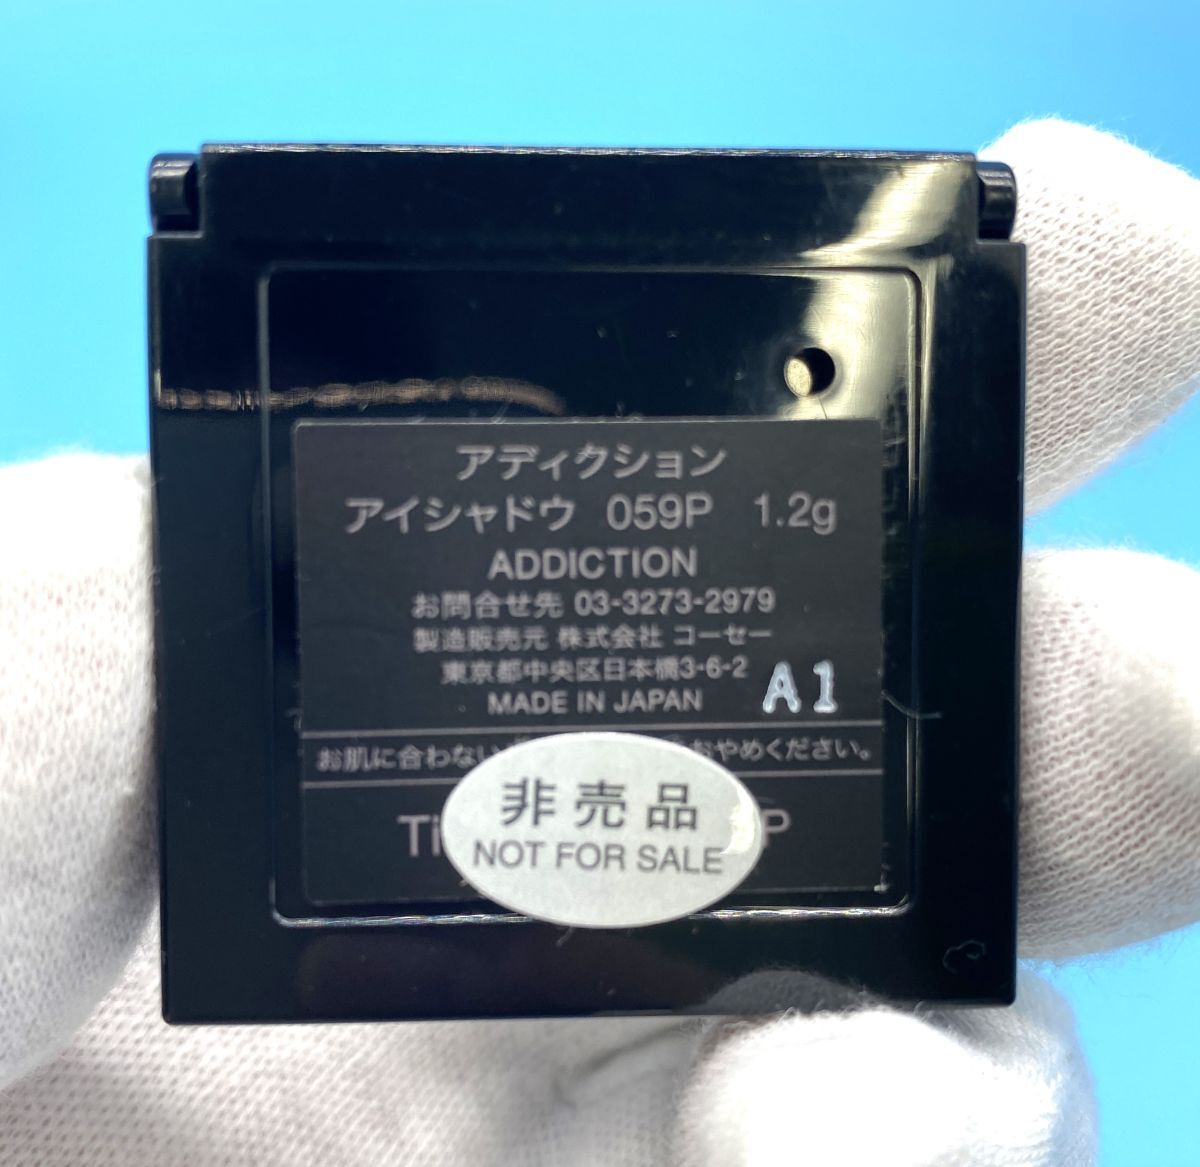 アディクション
アイシャドウ 059P 1.2g
ADDICTION
お問合せ先 03-3273-2979
製造販売元 株式会社 コーセー
東京都中央区日本橋3-6-2
MADE IN JAPAN
A1
お肌に合わない おやめください。
非売品
NOT FOR SALE